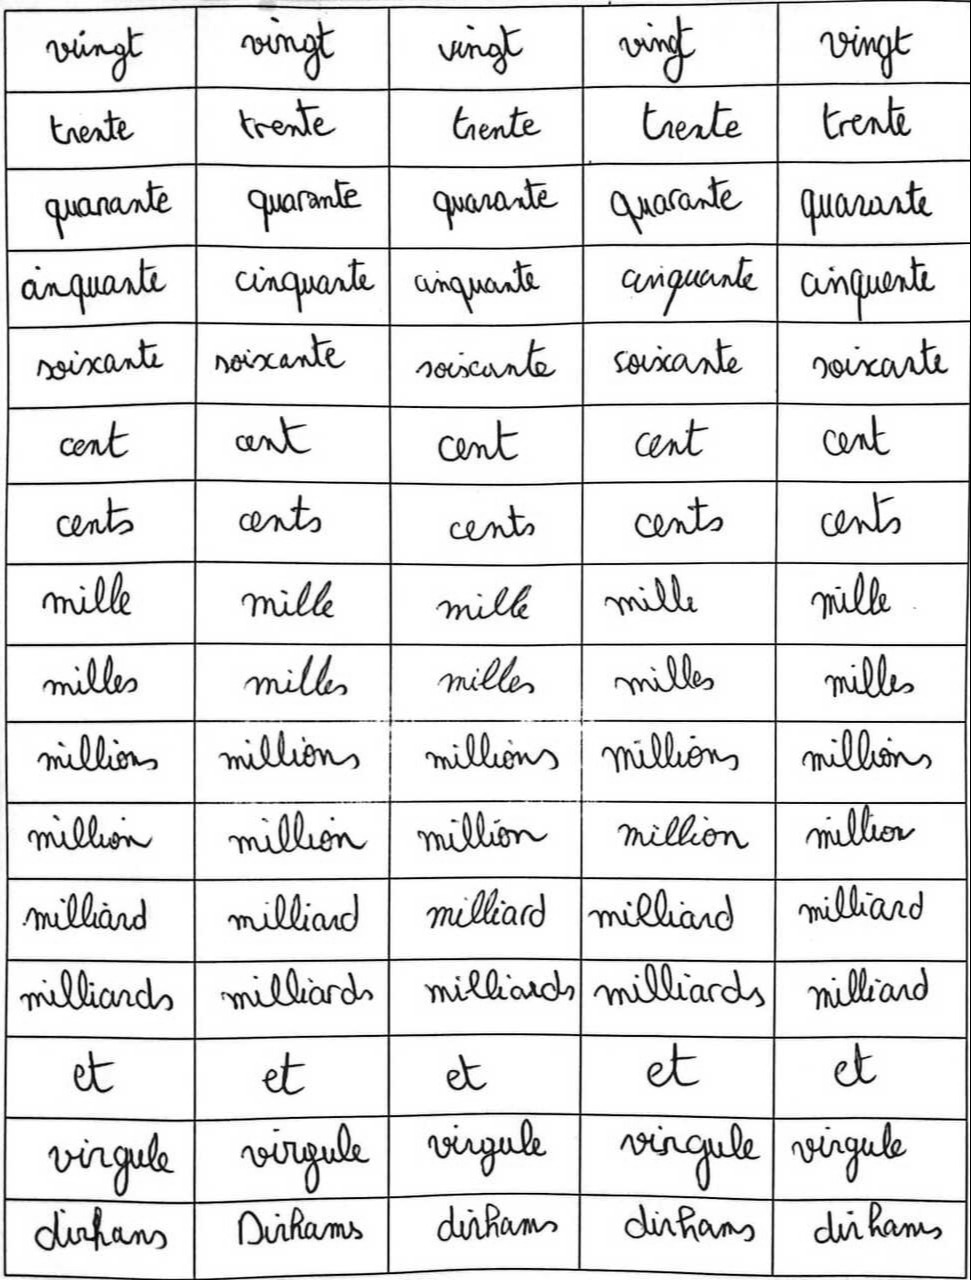 vingt vingt vingt vingt vingt
trente trente trente trente trente
quarante quarante quarante quarante quarante
cinquante cinquante cinquante cinquante cinquente
soixante soixante soixante soixante soixante
cent cent cent cent cent
cents cents cents cents cents
mille mille mille mille mille
milles milles milles milles milles
millions millions millions millions millions
million million million million million
milliard milliard milliard milliard milliard
milliards milliards milliards milliards milliard
et et et et et
virgule virgule virgule virgule virgule
dirhans Dirhams dirhams dirhams dirhams